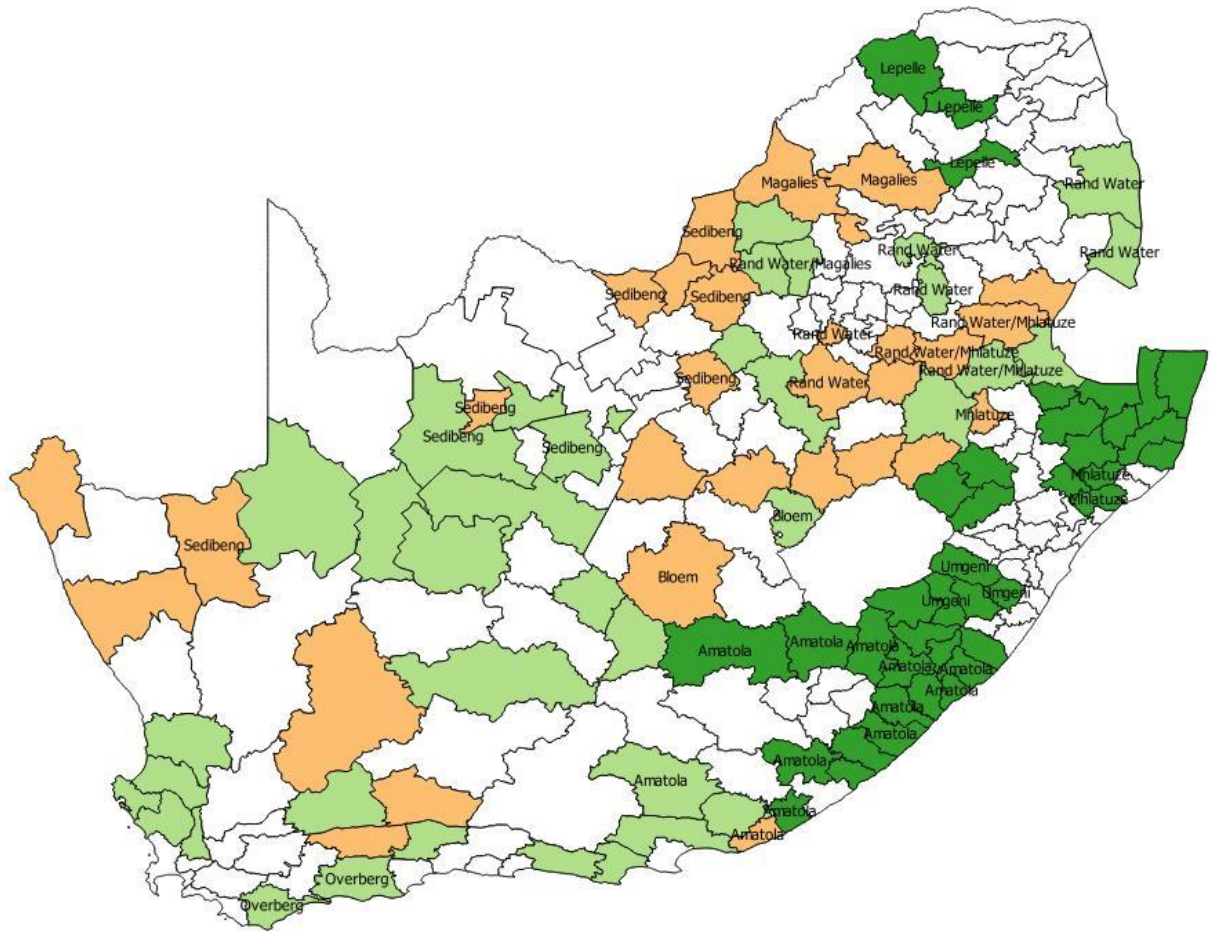 Lepelle
Lepelle
Lepelle
Magalies
Magalies
Rand Water
Sedibeng
Rand Water
Rand Water
Rand Water/Magalies
Sedibeng
Sedibeng
Rand Water
Rand Water/Mhlatuze
Rand Water
Rand Water/Mhlatuze
Rand Water/Mhlatuze
Sedibeng
Rand Water
Sedibeng
Mhlatuze
Sedibeng
Sedibeng
Mhlatuze
Mhlatuze
Bloem
Sedibeng
Umgeni
Bloem
Umgeni
Umgeni
Amatola
Amatola
Amatola
Amatola
Amatola
Amatola
Amatola
Amatola
Amatola
Amatola
Amatola
Amatola
Overberg
Overberg